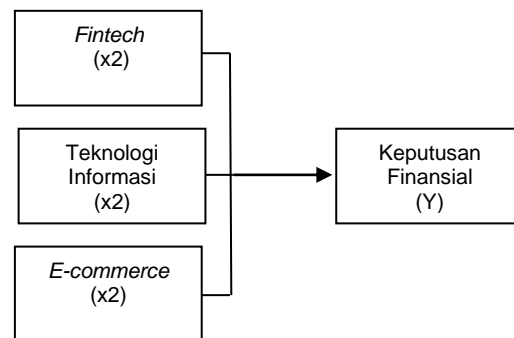 Fintech
(x2)
Teknologi
Informasi
(x2)
E-commerce
(x2)
Keputusan
Finansial
(Y)